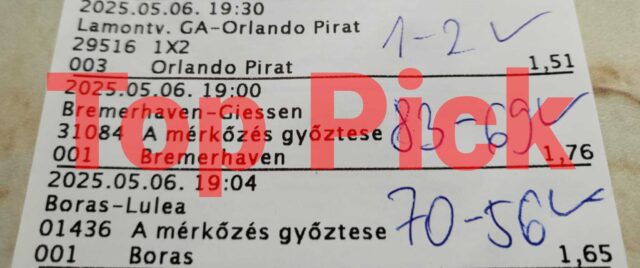 2025.05.06. 19:30
Lamontv. GA-Orlando Pirat
1-2 ✓
29516 1X2
003 Orlando Pirat 1,51
2025.05.06. 19:00
Bremerhaven-Giessen
83-69 ✓
31084 A mérkőzés győztese
001 Bremerhaven 1,76
Top Pick
2025.05.06. 19:04
Boras-Lulea
70-56 ✓
01436 A mérkőzés győztese
001 Boras 1,65